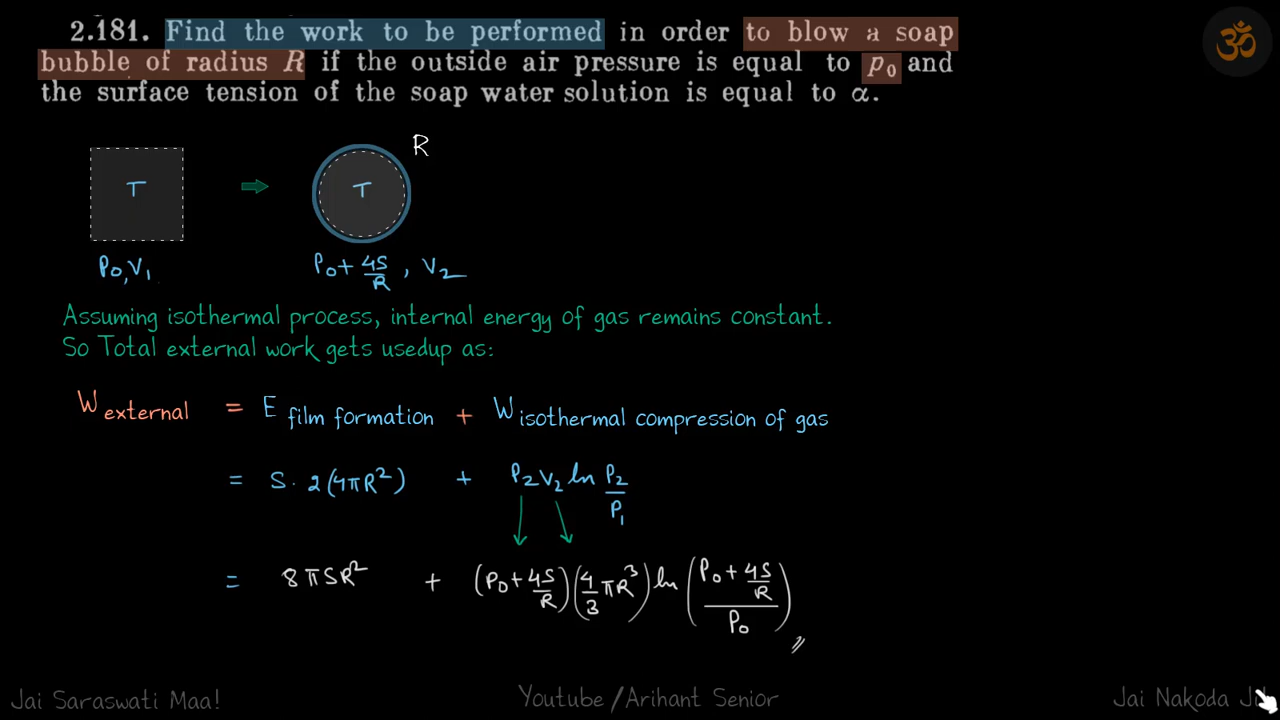 2.181. Find the work to be performed in order to blow a soap
bubble of radius R if the outside air pressure is equal to p₀ and
the surface tension of the soap water solution is equal to α.
ॐ
R
T
T
P₀,V₁
P₀+ 4S/R , V₂
Assuming isothermal process, internal energy of gas remains constant.
So Total external work gets usedup as:
W external = E film formation + W isothermal compression of gas
= S. 2(4πR²) + P₂V₂ ln P₂/P₁
= 8πSR² + (P₀+ 4S/R)(4/3 πR³) ln ((P₀+ 4S/R)/P₀)
Jai Saraswati Maa!
Youtube /Arihant Senior
Jai Nakoda Ji